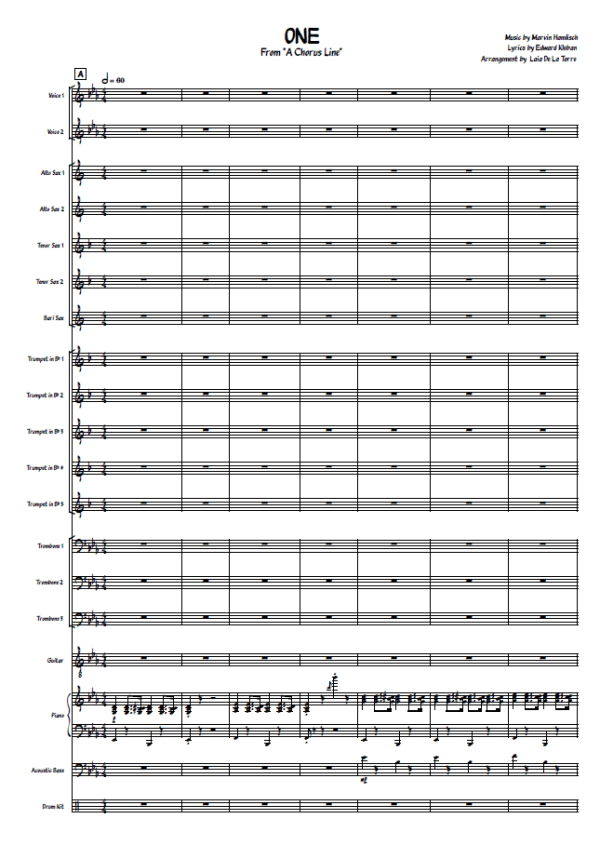 ONE
From "A Chorus Line"
Music by Marvin Hamlisch
Lyrics by Edward Kleban
Arrangment by Laia De La Torre
A
= 60
Voice 1
Voice 2
Alto Sax 1
Alto Sax 2
Tenor Sax 1
Tenor Sax 2
Bari Sax
Trumpet in B♭ 1
Trumpet in B♭ 2
Trumpet in B♭ 3
Trumpet in B♭ 4
Trumpet in B♭ 5
Trombone 1
Trombone 2
Trombone 3
Guitar
Piano
Acoustic Bass
mf
Drum Kit